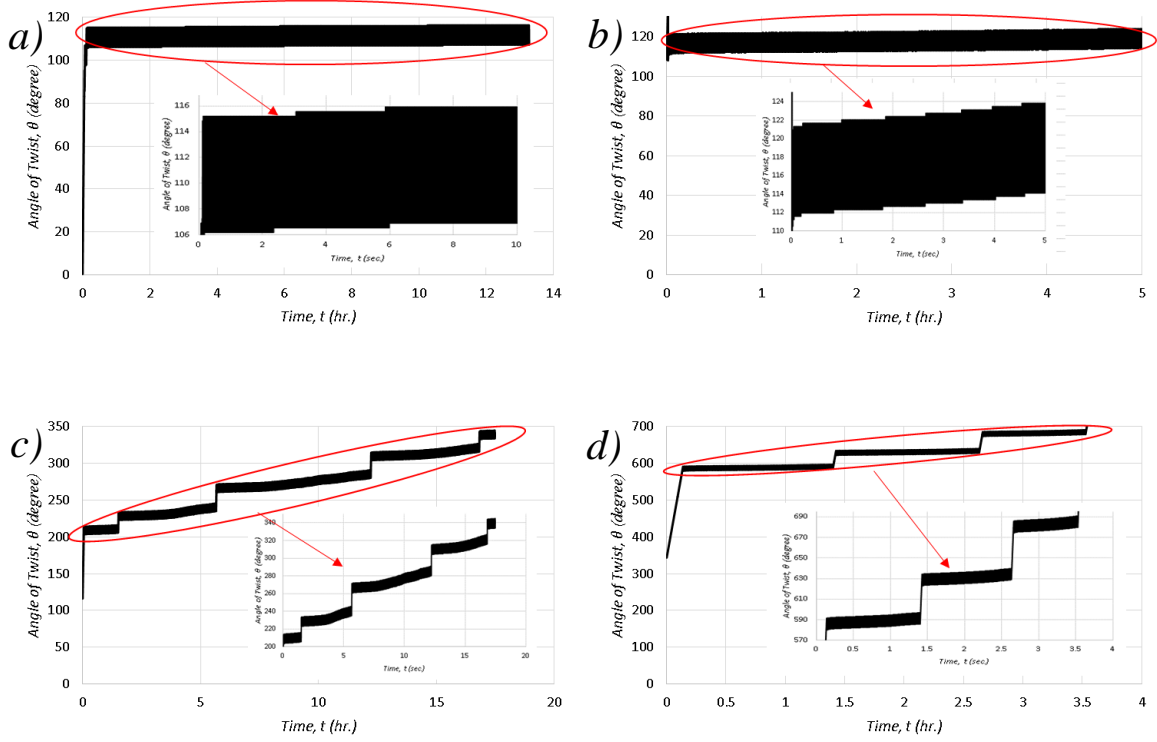 a)
120
100
80
60
40
20
0
Angle of Twist, θ (degree)
0 2 4 6 8 10 12 14
Time, t (hr.)
116
114
112
110
108
106
Angle of Twist, θ (degree)
0 2 4 6 8 10
Time, t (sec.)
b)
120
100
80
60
40
20
0
Angle of Twist, θ (degree)
0 1 2 3 4 5
Time, t (hr.)
124
122
120
118
116
114
112
110
Angle of Twist, θ (degree)
0 1 2 3 4 5
Time, t (sec)
c)
350
300
250
200
150
100
50
0
Angle of Twist, θ (degree)
0 5 10 15 20
Time, t (hr.)
340
320
300
280
260
240
220
200
Angle of Twist, θ (degree)
0 5 10 15 20
Time, t (sec.)
d)
700
600
500
400
300
200
100
0
Angle of Twist, θ (degree)
0 0.5 1 1.5 2 2.5 3 3.5 4
Time, t (hr.)
690
670
650
630
610
590
570
Angle of Twist, θ (degree)
0 0.5 1 1.5 2 2.5 3 3.5 4
Time, t (sec.)